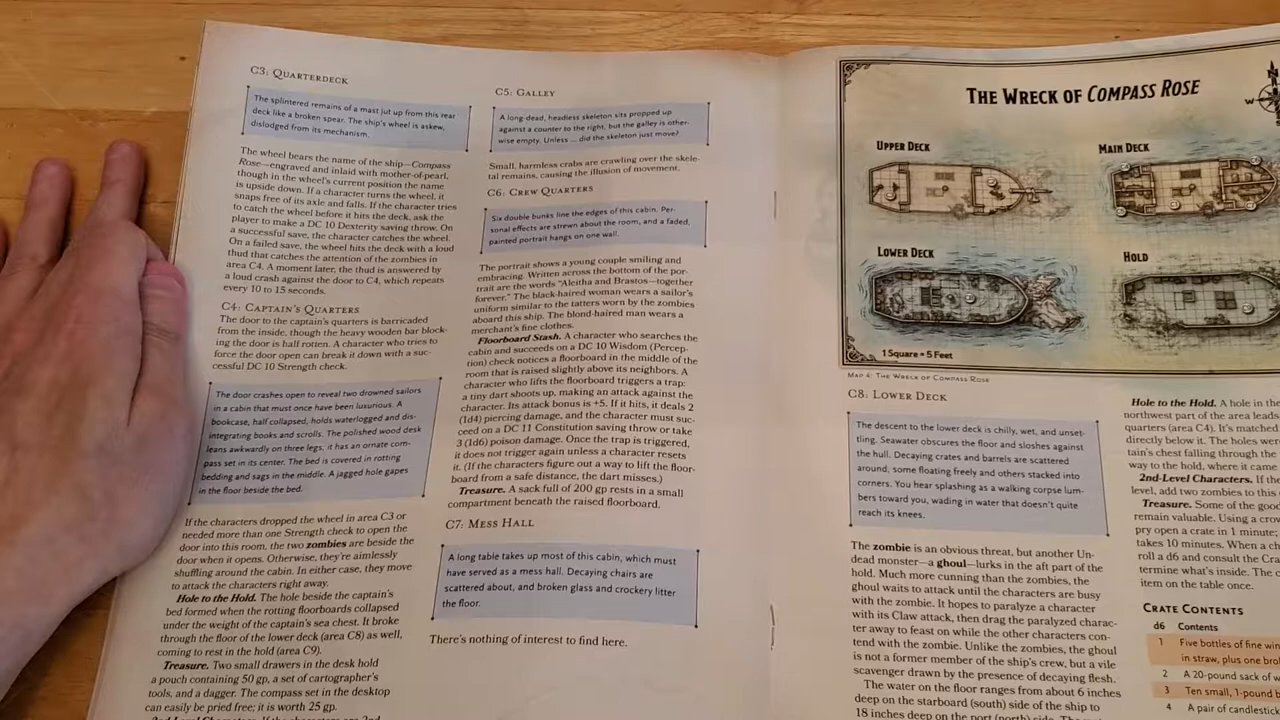 C3: Quarterdeck
The splintered remains of a mast jut up from this rear
deck like a broken spear. The ship's wheel is askew,
dislodged from its mechanism.
The wheel bears the name of the ship—Compass
Rose—engraved and inlaid with mother-of-pearl,
though in the wheel's current position the name
is upside down. If a character turns the wheel, it
snaps free of its axle and falls. If the character tries
to catch the wheel before it hits the deck, ask the
player to make a DC 10 Dexterity saving throw. On
a successful save, the character catches the wheel.
On a failed save, the wheel hits the deck with a loud
thud that catches the attention of the zombies in
area C4. A moment later, the thud is answered by
a loud crash against the door to C4, which repeats
every 10 to 15 seconds.
C4: Captain's Quarters
The door to the captain's quarters is barricaded
from the inside, though the heavy wooden bar block-
ing the door is half rotten. A character who tries to
force the door open can break it down with a suc-
cessful DC 10 Strength check.
The door crashes open to reveal two drowned sailors
in a cabin that must once have been luxurious. A
bookcase, half collapsed, holds waterlogged and dis-
integrating books and scrolls. The polished wood desk
leans awkwardly on three legs; it has an ornate com-
pass set in its center. The bed is covered in rotting
bedding and sags in the middle. A jagged hole gapes
in the floor beside the bed.
If the characters dropped the wheel in area C3 or
needed more than one Strength check to open the
door into this room, the two zombies are beside the
door when it opens. Otherwise, they're aimlessly
shuffling around the cabin. In either case, they move
to attack the characters right away.
Hole to the Hold. The hole beside the captain's
bed formed when the rotting floorboards collapsed
under the weight of the captain's sea chest. It broke
through the floor of the lower deck (area C8) as well,
coming to rest in the hold (area C9).
Treasure. Two small drawers in the desk hold
a pouch containing 50 gp, a set of cartographer's
tools, and a dagger. The compass set in the desktop
can easily be pried free; it is worth 25 gp.
C5: Galley
A long-dead, headless skeleton sits propped up
against a counter to the right, but the galley is other-
wise empty. Unless ... did the skeleton just move?
Small, harmless crabs are crawling over the skele-
tal remains, causing the illusion of movement.
C6: Crew Quarters
Six double bunks line the edges of this cabin. Per-
sonal effects are strewn about the room, and a faded,
painted portrait hangs on one wall.
The portrait shows a young couple smiling and
embracing. Written across the bottom of the por-
trait are the words "Aleitha and Brastos—together
forever." The black-haired woman wears a sailor's
uniform similar to the tatters worn by the zombies
aboard this ship. The blond-haired man wears a
merchant's fine clothes.
Floorboard Stash. A character who searches the
cabin and succeeds on a DC 10 Wisdom (Percep-
tion) check notices a floorboard in the middle of the
room that is raised slightly above its neighbors. A
character who lifts the floorboard triggers a trap:
a tiny dart shoots up, making an attack against the
character. Its attack bonus is +5. If it hits, it deals 2
(1d4) piercing damage, and the character must suc-
ceed on a DC 11 Constitution saving throw or take
3 (1d6) poison damage. Once the trap is triggered,
it does not trigger again unless a character resets
it. (If the characters figure out a way to lift the floor-
board from a safe distance, the dart misses.)
Treasure. A sack full of 200 gp rests in a small
compartment beneath the raised floorboard.
C7: Mess Hall
A long table takes up most of this cabin, which must
have served as a mess hall. Decaying chairs are
scattered about, and broken glass and crockery litter
the floor.
There's nothing of interest to find here.
The Wreck of Compass Rose
Upper Deck
Main Deck
Lower Deck
Hold
1 Square = 5 Feet
N
W
Map 4: The Wreck of Compass Rose
C8: Lower Deck
The descent to the lower deck is chilly, wet, and unset-
tling. Seawater obscures the floor and sloshes against
the hull. Decaying crates and barrels are scattered
around, some floating freely and others stacked into
corners. You hear splashing as a walking corpse lum-
bers toward you, wading in water that doesn't quite
reach its knees.
The zombie is an obvious threat, but another Un-
dead monster—a ghoul—lurks in the aft part of the
hold. Much more cunning than the zombies, the
ghoul waits to attack until the characters are busy
with the zombie. It hopes to paralyze a character
with its Claw attack, then drag the paralyzed charac-
ter away to feast on while the other characters con-
tend with the zombie. Unlike the zombies, the ghoul
is not a former member of the ship's crew, but a vile
scavenger drawn by the presence of decaying flesh.
The water on the floor ranges from about 6 inches
deep on the starboard (south) side of the ship to
18 inches deep on the port (north) side. The
Hole to the Hold. A hole in the
northwest part of the area leads
quarters (area C4). It's matched
directly below it. The holes wer
tain's chest falling through the
way to the hold, where it came
2nd-Level Characters. If the
level, add two zombies to this
Treasure. Some of the good
remain valuable. Using a crow
pry open a crate in 1 minute;
takes 10 minutes. When a ch
roll a d6 and consult the Cra
termine what's inside. The c
item on the table once.
Crate Contents
d6 Contents
1 Five bottles of fine win
in straw, plus one bro
2 A 20-pound sack of w
3 Ten small, 1-pound b
4 A pair of candlestick